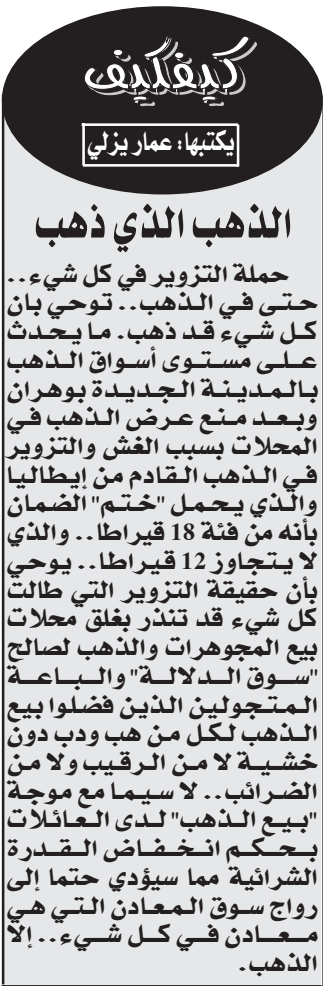 كيفكيف
يكتبها: عمار يزلي
الذهب الذي ذهب
حملة التزوير في كل شيء..
حتى في الذهب.. توحي بان
كل شيء قد ذهب. ما يحدث
على مستوى أسواق الذهب
بالمدينة الجديدة بوهران
وبعد منع عرض الذهب في
المحلات بسبب الغش والتزوير
في الذهب القادم من إيطاليا
والذي يحمل "ختم" الضمان
بأنه من فئة 18 قيراطا.. والذي
لا يتجاوز 12 قيراطا.. يوحي
بأن حقيقة التزوير التي طالت
كل شيء قد تنذر بغلق محلات
بيع المجوهرات والذهب لصالح
"سوق الدلالة" والباعة
المتجولين الذين فضلوا بيع
الذهب لكل من هب ودب دون
خشية لا من الرقيب ولا من
الضرائب.. لا سيما مع موجة
"بيع الذهب" لدى العائلات
بحكم انخفاض القدرة
الشرائية مما سيؤدي حتما إلى
رواج سوق المعادن التي هي
معادن في كل شيء.. إلا
الذهب.